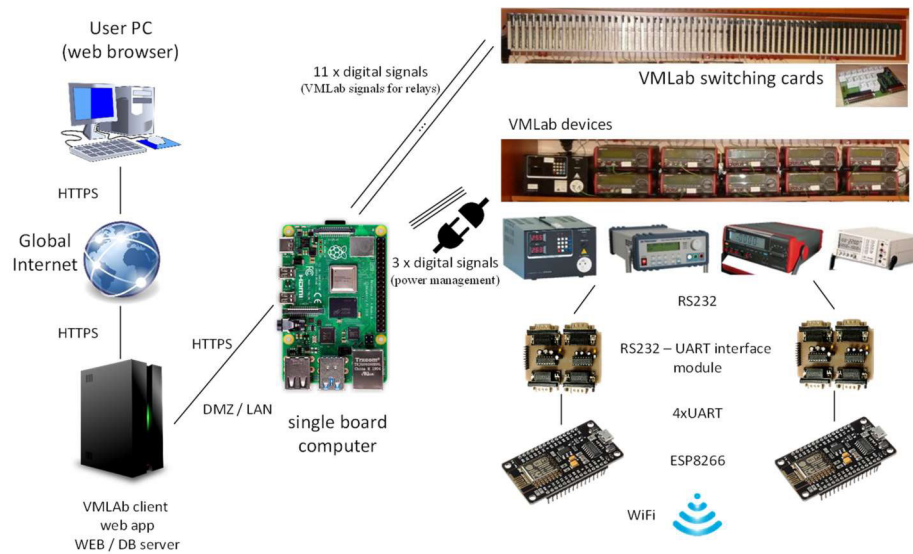 User PC
(web browser)
HTTPS
Global
Internet
HTTPS
VMLAb client
web app
WEB / DB server
HTTPS
DMZ / LAN
11 x digital signals
(VMLab signals for relays)
...
3 x digital signals
(power management)
HDMI
single board
computer
VMLab switching cards
VMLab devices
RS232
RS232 – UART interface
module
4xUART
ESP8266
WiFi